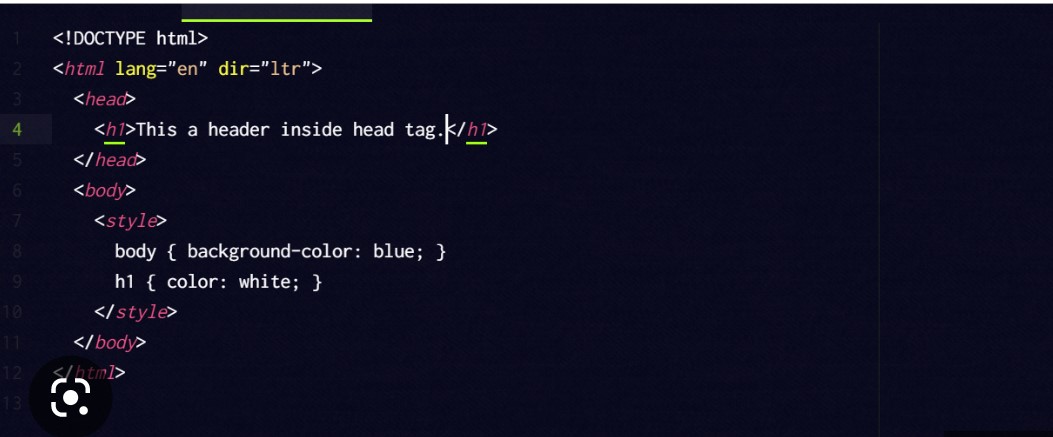 1 <!DOCTYPE html>
2 <html lang="en" dir="ltr">
3 <head>
4 <h1>This a header inside head tag.</h1>
5 </head>
6 <body>
7 <style>
8 body { background-color: blue; }
9 h1 { color: white; }
10 </style>
11 </body>
12 </html>
13